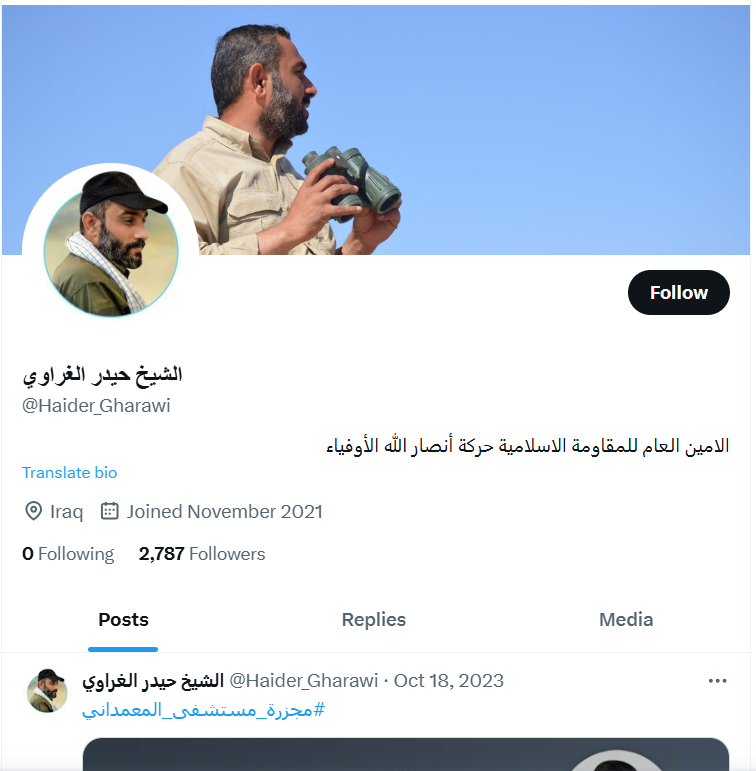 Follow
الشيخ حيدر الغراوي
@Haider_Gharawi
الامين العام للمقاومة الاسلامية حركة أنصار الله الأوفياء
Translate bio
Iraq Joined November 2021
0 Following 2,787 Followers
Posts Replies Media
الشيخ حيدر الغراوي @Haider_Gharawi · Oct 18, 2023 ···
#مجزرة_مستشفى_المعمداني